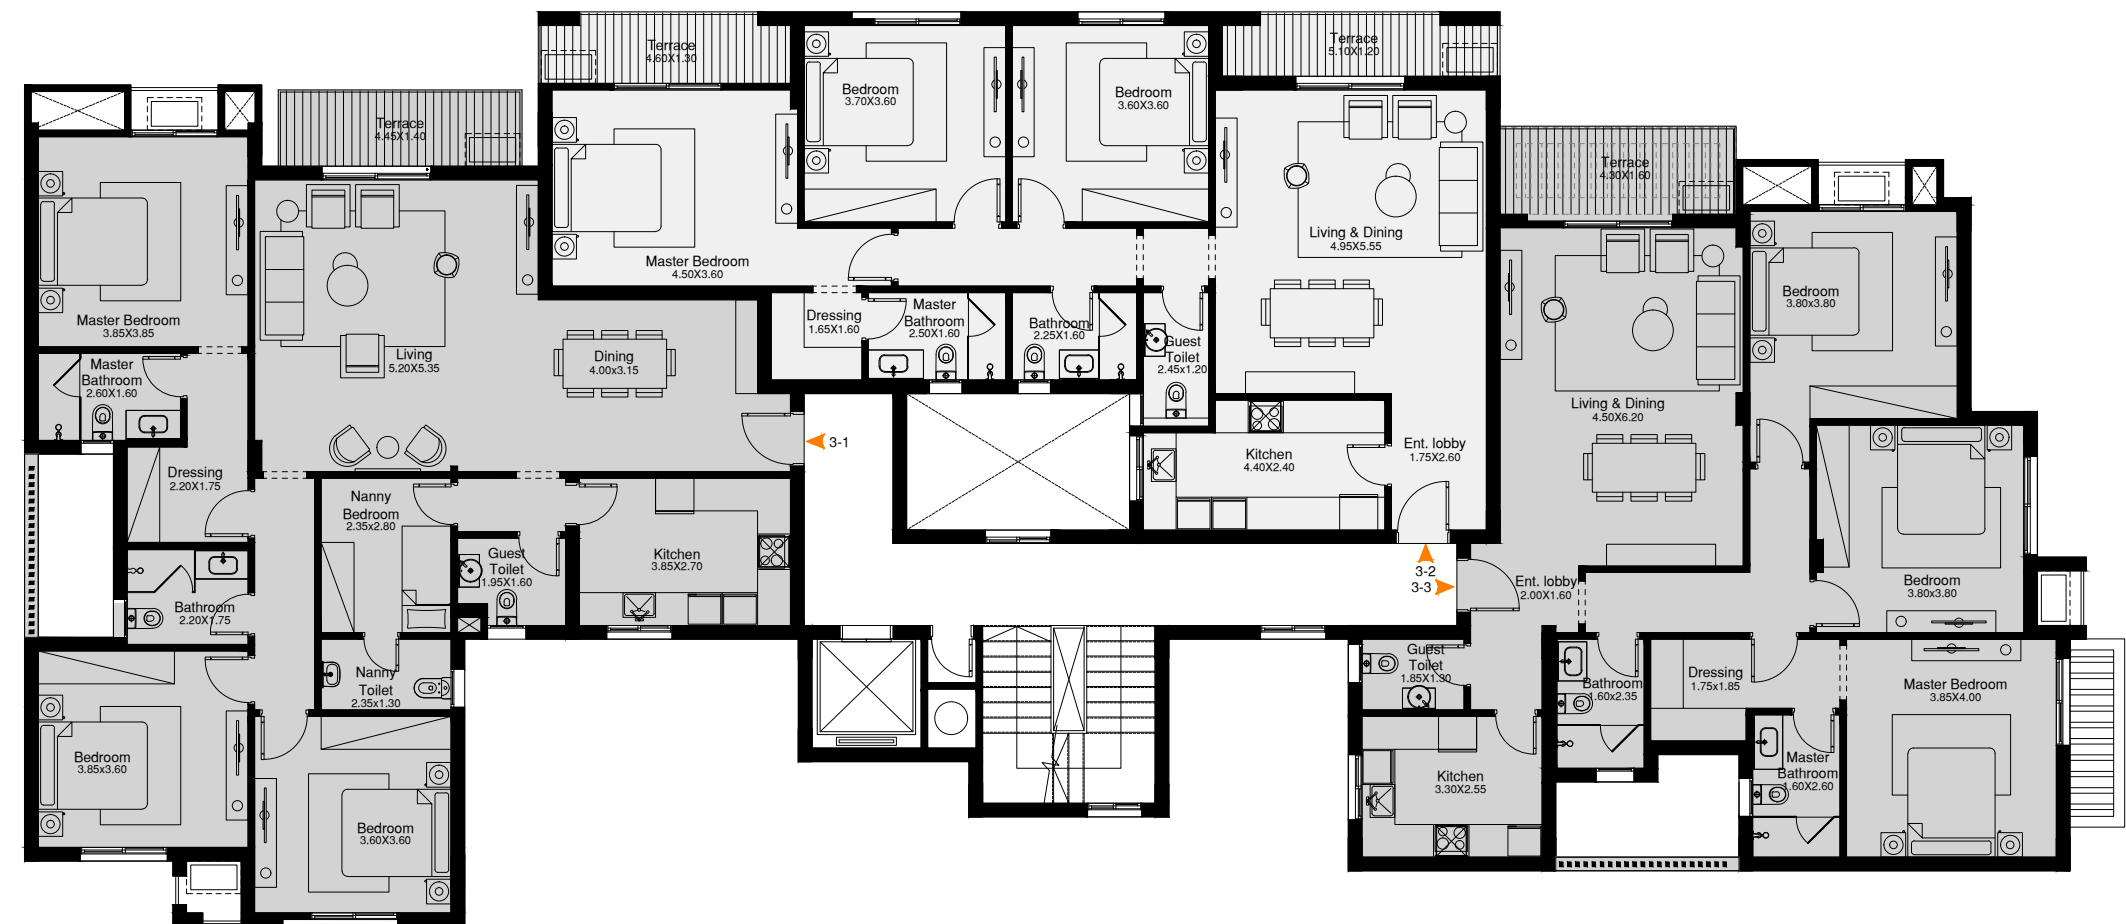 Terrace
4.60X1.30
Terrace
5.10X1.20
Bedroom
3.70X3.60
Bedroom
3.60X3.60
Terrace
4.45X1.40
Terrace
4.30X1.60
Living & Dining
4.95X5.55
Master Bedroom
4.50X3.60
Bedroom
3.80x3.80
Master Bedroom
3.85X3.85
Dressing
1.65X1.60
Master
Bathroom
2.50X1.60
Bathroom
2.25X1.60
Guest
Toilet
2.45x1.20
Living
5.20X5.35
Dining
4.00x3.15
Master
Bathroom
2.60X1.60
Living & Dining
4.50X6.20
3-1
Ent. lobby
1.75X2.60
Kitchen
4.40X2.40
Dressing
2.20X1.75
Nanny
Bedroom
2.35x2.80
Guest
Toilet
1.95X1.60
Kitchen
3.85X2.70
3-2
3-3
Ent. lobby
2.00X1.60
Bedroom
3.80x3.80
Bathroom
2.20X1.75
Guest
Toilet
1.85X1.30
Bathroom
1.60x2.35
Dressing
1.75x1.85
Master Bedroom
3.85X4.00
Nanny
Toilet
2.35x1.30
Bedroom
3.85x3.60
Kitchen
3.30X2.55
Master
Bathroom
1.60X2.60
Bedroom
3.60X3.60